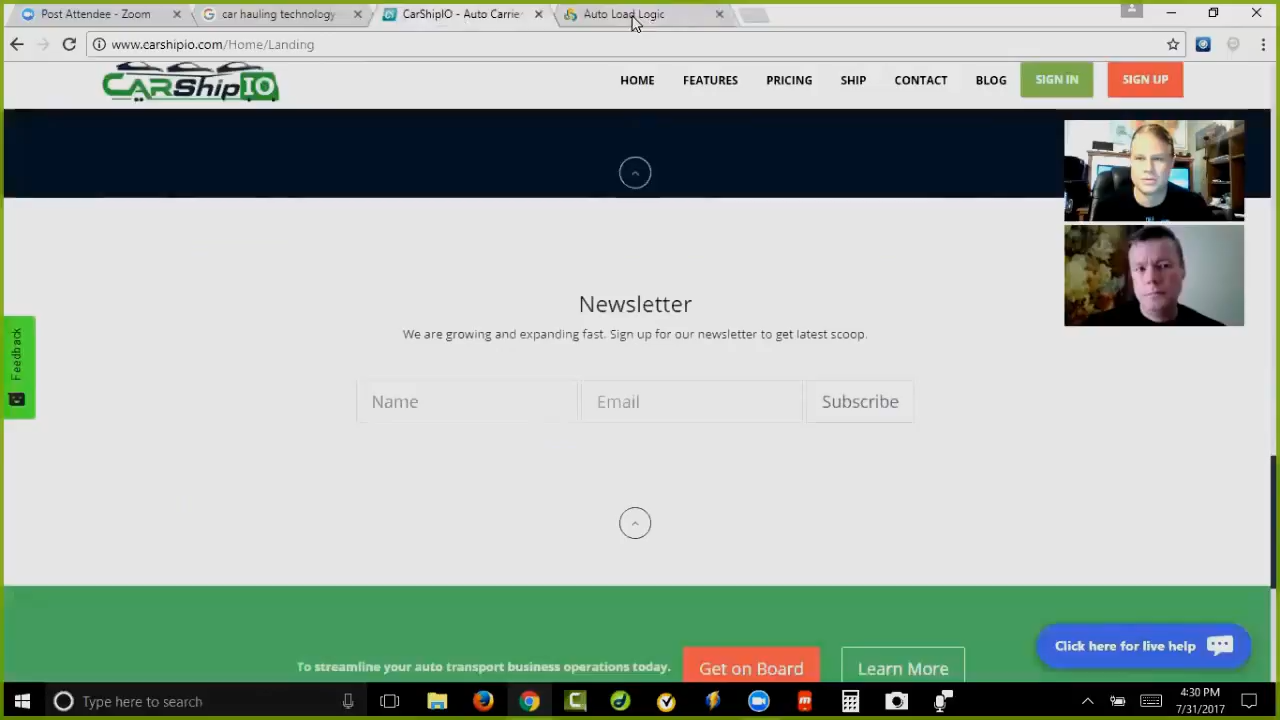 Post Attendee - Zoom
car hauling technology
CarShipIO - Auto Carrie
Auto Load Logic
www.carshipio.com/Home/Landing
CARShipIO
HOME
FEATURES
PRICING
SHIP
CONTACT
BLOG
SIGN IN
SIGN UP
Newsletter
We are growing and expanding fast. Sign up for our newsletter to get latest scoop.
Feedback
Name
Email
Subscribe
To streamline your auto transport business operations today.
Get on Board
Learn More
Click here for live help
Type here to search
4:30 PM
7/31/2017